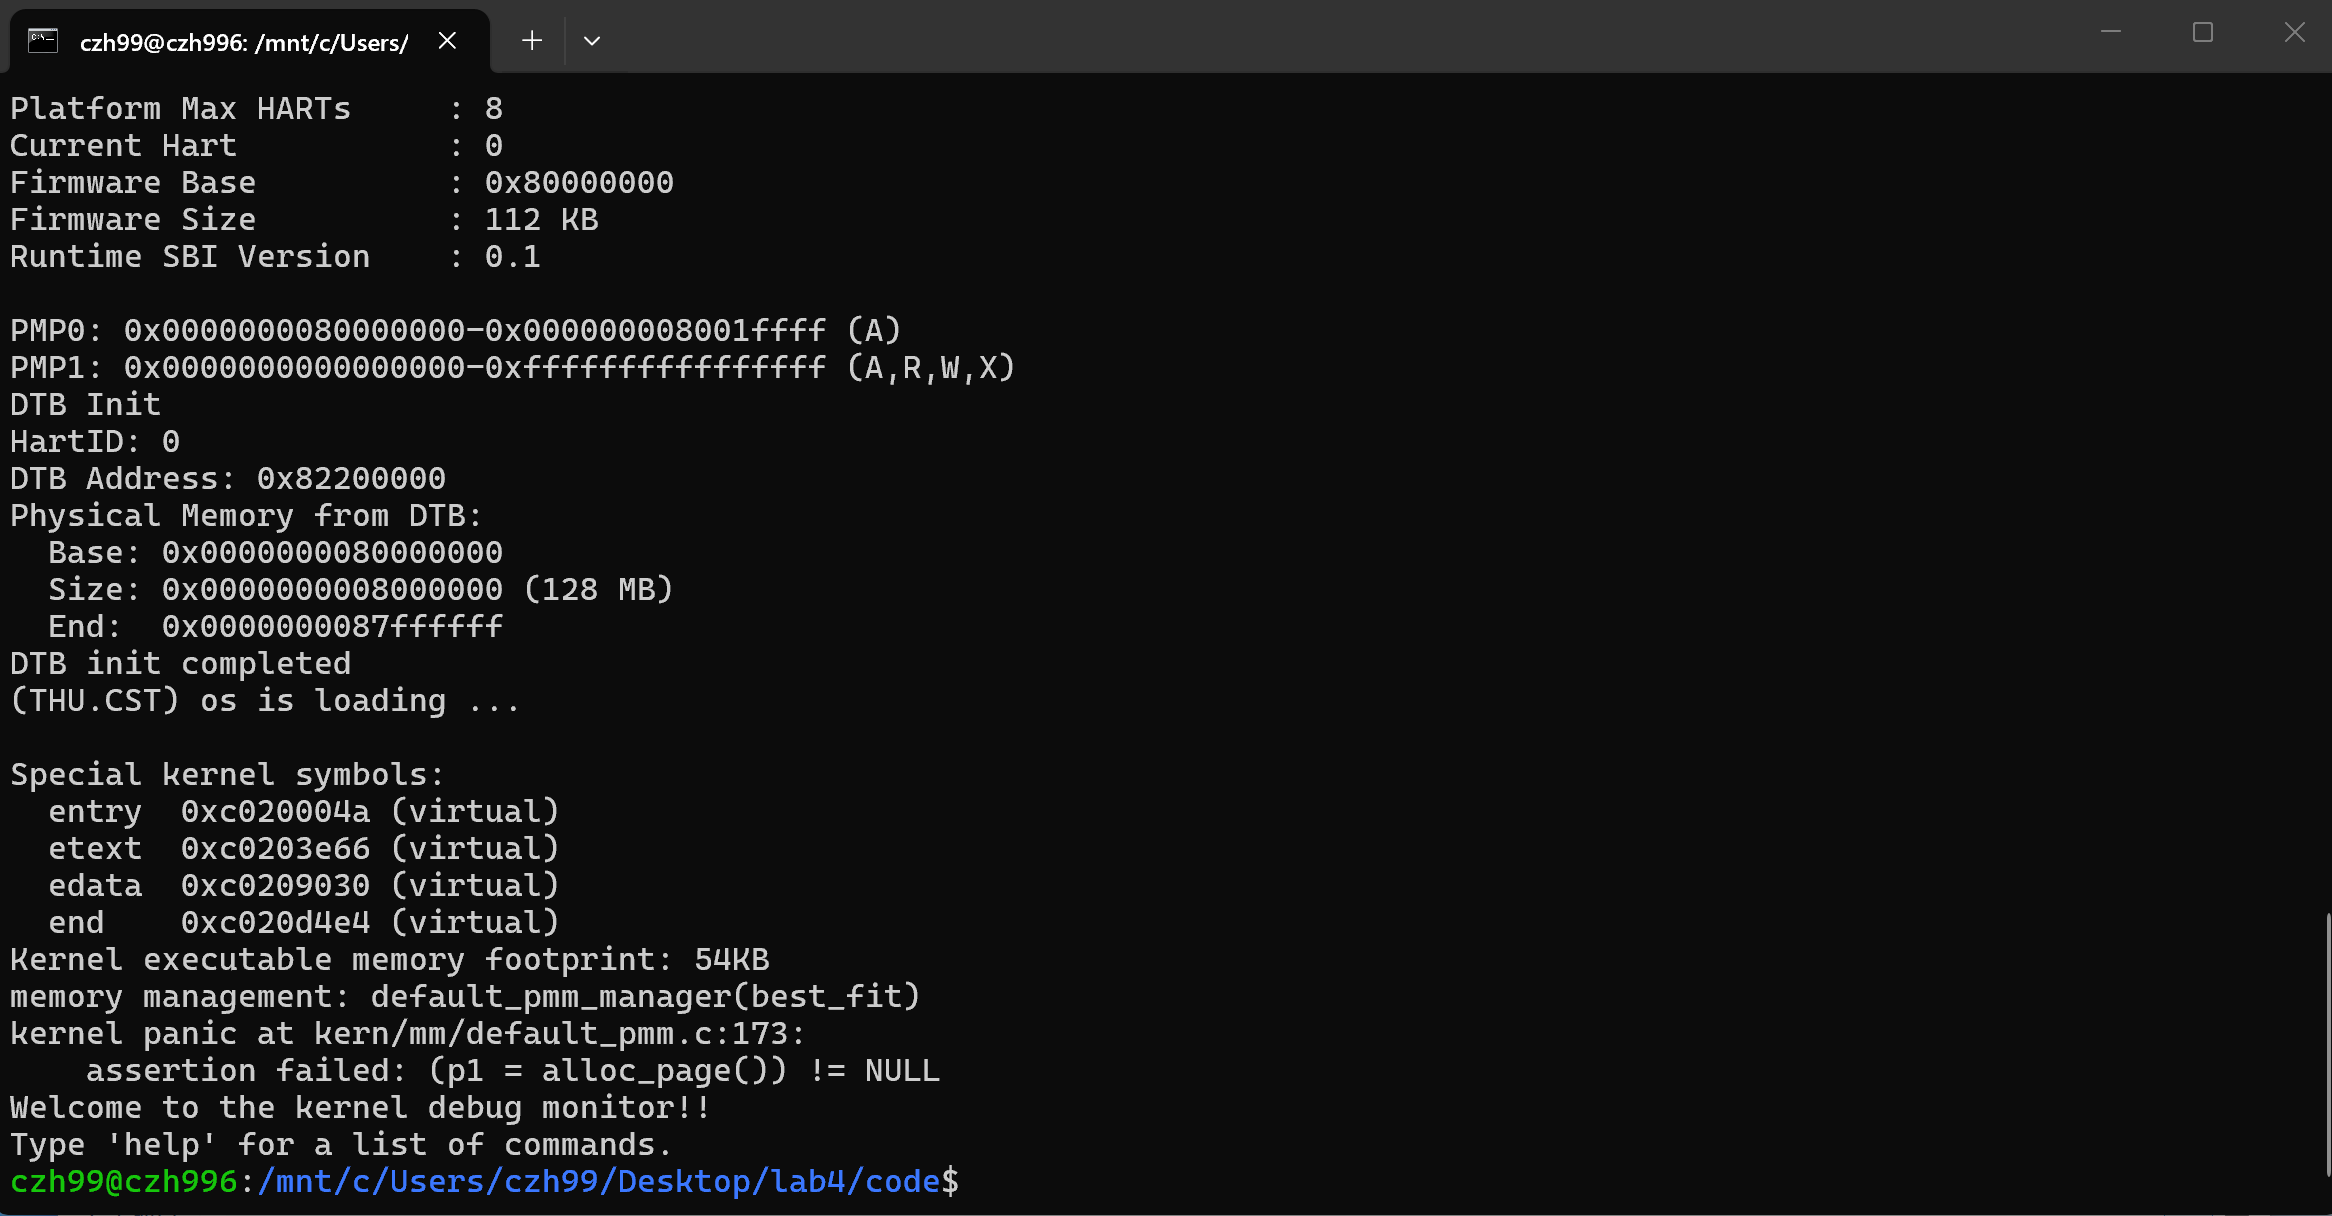 czh99@czh996: /mnt/c/Users/
Platform Max HARTs     : 8
Current Hart           : 0
Firmware Base          : 0x80000000
Firmware Size          : 112 KB
Runtime SBI Version    : 0.1

PMP0: 0x0000000080000000-0x000000008001ffff (A)
PMP1: 0x0000000000000000-0xffffffffffffffff (A,R,W,X)
DTB Init
HartID: 0
DTB Address: 0x82200000
Physical Memory from DTB:
  Base: 0x0000000080000000
  Size: 0x0000000008000000 (128 MB)
  End:  0x0000000087ffffff
DTB init completed
(THU.CST) os is loading ...

Special kernel symbols:
  entry  0xc020004a (virtual)
  etext  0xc0203e66 (virtual)
  edata  0xc0209030 (virtual)
  end    0xc020d4e4 (virtual)
Kernel executable memory footprint: 54KB
memory management: default_pmm_manager(best_fit)
kernel panic at kern/mm/default_pmm.c:173:
    assertion failed: (p1 = alloc_page()) != NULL
Welcome to the kernel debug monitor!!
Type 'help' for a list of commands.
czh99@czh996:/mnt/c/Users/czh99/Desktop/lab4/code$